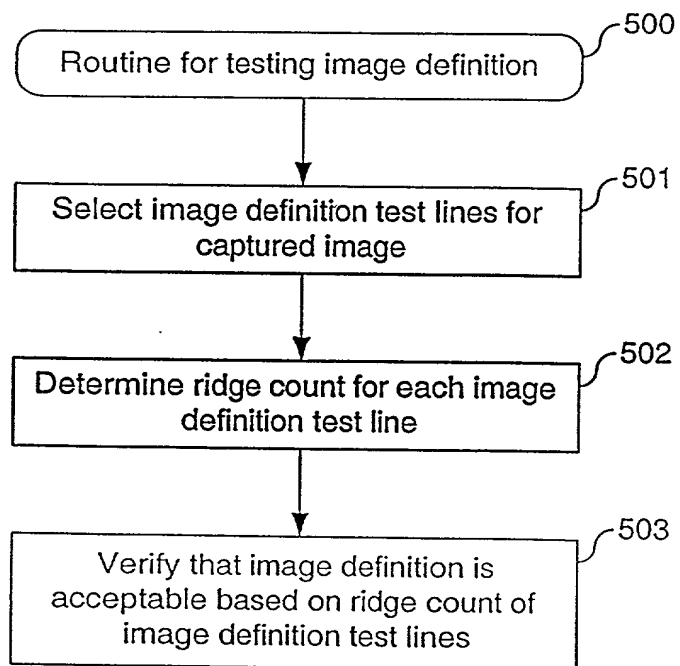 500
Routine for testing image definition
501
Select image definition test lines for
captured image
502
Determine ridge count for each image
definition test line
503
Verify that image definition is
acceptable based on ridge count of
image definition test lines